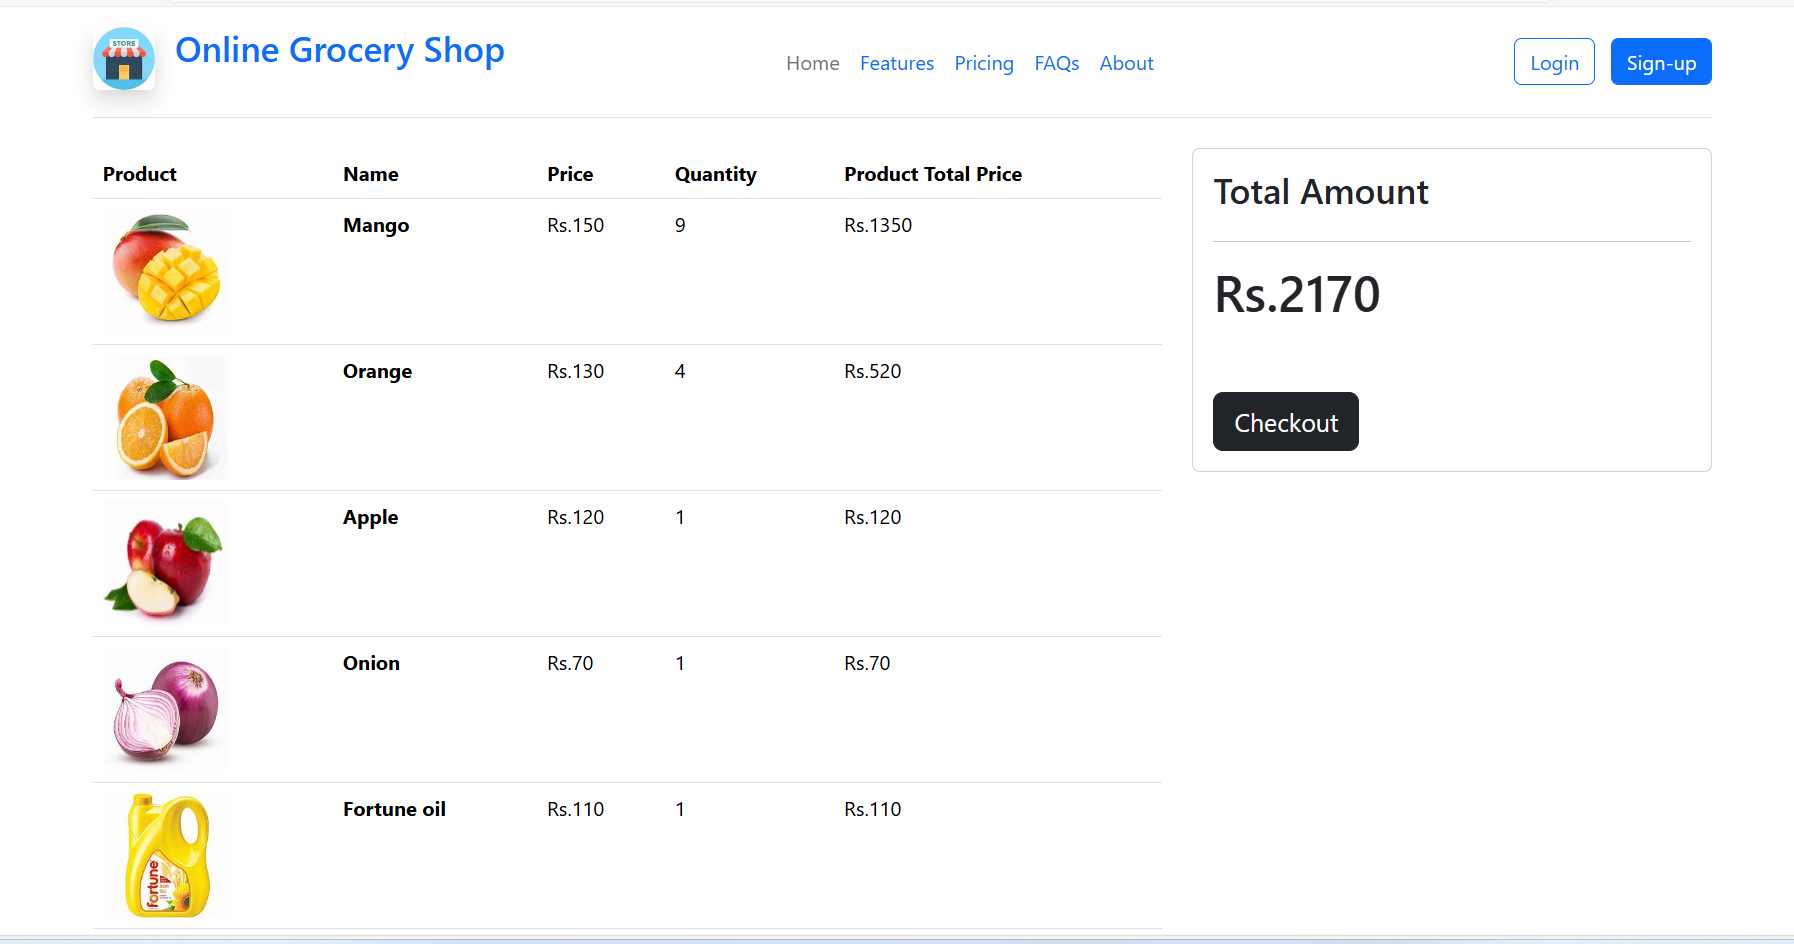 STORE
Online Grocery Shop
Home Features Pricing FAQs About
Login Sign-up
Product Name Price Quantity Product Total Price
Mango Rs.150 9 Rs.1350
Orange Rs.130 4 Rs.520
Apple Rs.120 1 Rs.120
Onion Rs.70 1 Rs.70
Fortune oil Rs.110 1 Rs.110
fortune
Total Amount
Rs.2170
Checkout